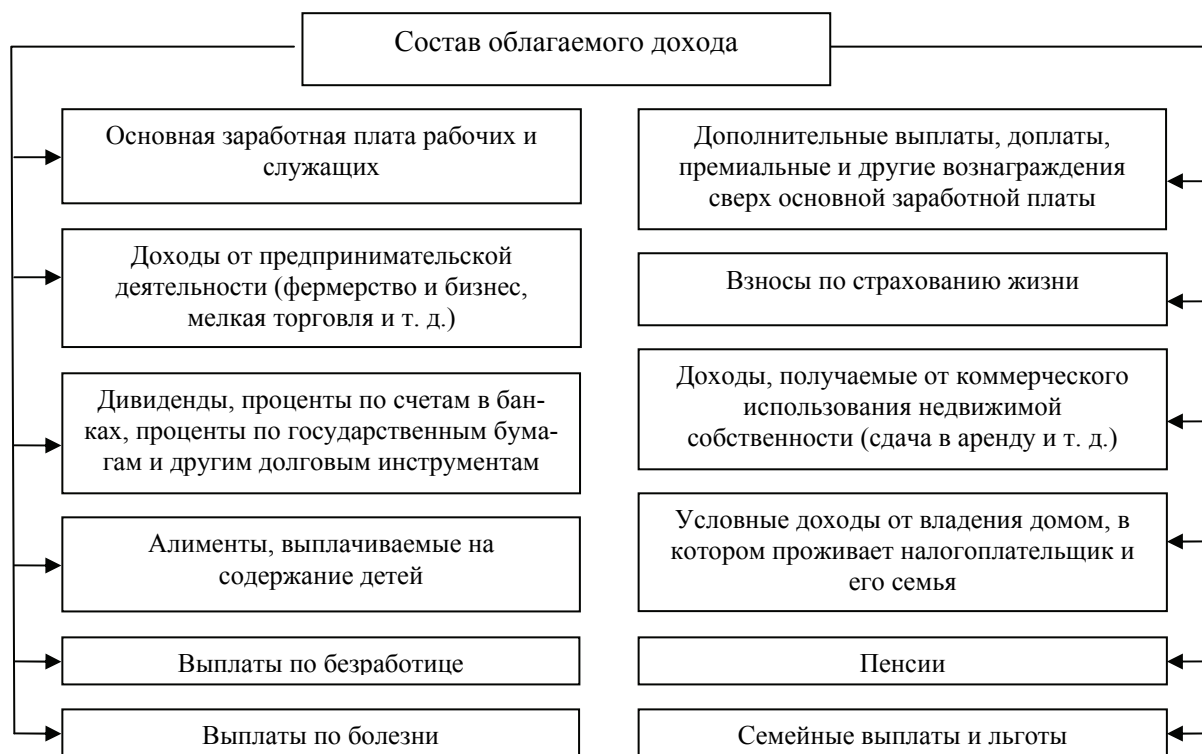 Состав облагаемого дохода
Основная заработная плата рабочих и
служащих
Доходы от предпринимательской
деятельности (фермерство и бизнес,
мелкая торговля и т. д.)
Дивиденды, проценты по счетам в бан-
ках, проценты по государственным бума-
гам и другим долговым инструментам
Алименты, выплачиваемые на
содержание детей
Выплаты по безработице
Выплаты по болезни
Дополнительные выплаты, доплаты,
премиальные и другие вознаграждения
сверх основной заработной платы
Взносы по страхованию жизни
Доходы, получаемые от коммерческого
использования недвижимой
собственности (сдача в аренду и т. д.)
Условные доходы от владения домом, в
котором проживает налогоплательщик и
его семья
Пенсии
Семейные выплаты и льготы